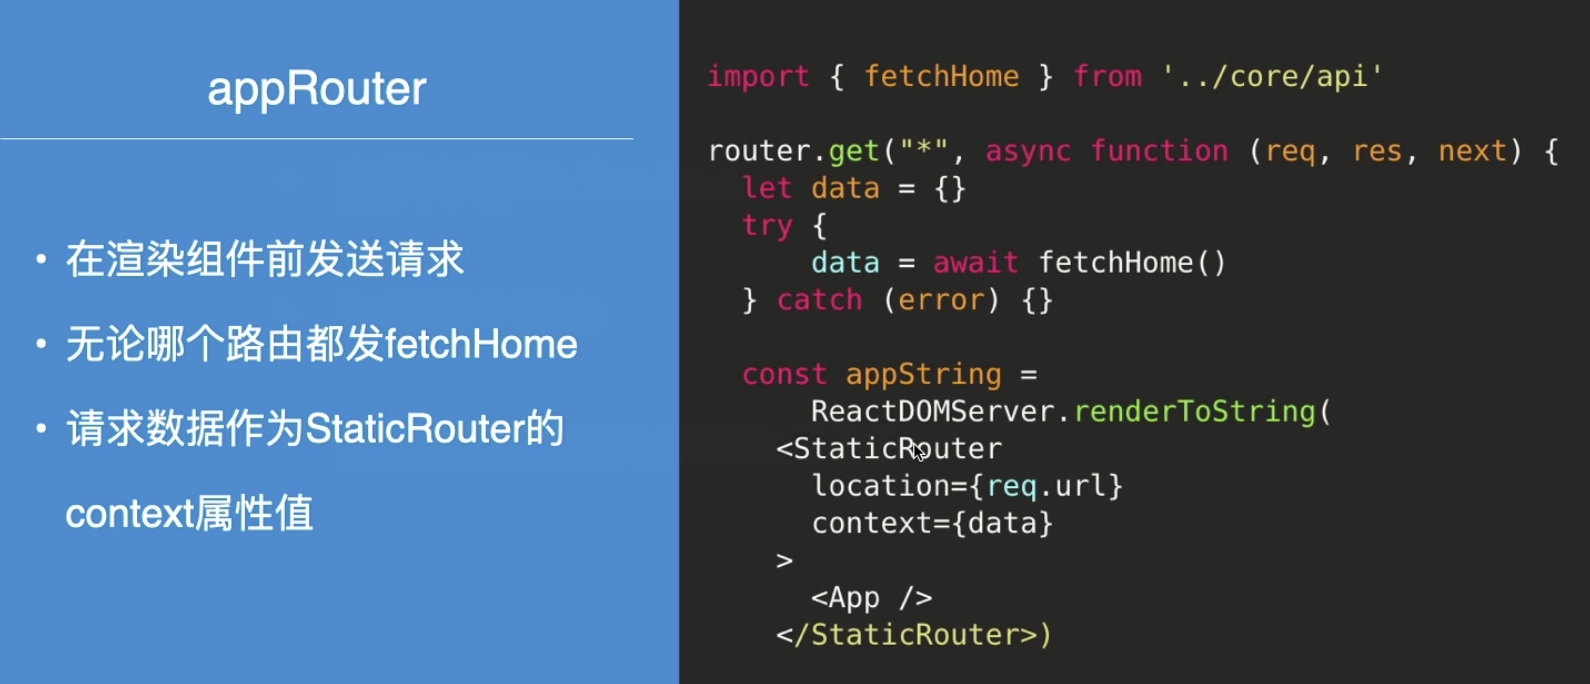 appRouter
• 在渲染组件前发送请求
• 无论哪个路由都发fetchHome
• 请求数据作为StaticRouter的
context属性值
import { fetchHome } from '../core/api'
router.get("*", async function (req, res, next) {
  let data = {}
  try {
      data = await fetchHome()
  } catch (error) {}
  const appString =
      ReactDOMServer.renderToString(
    <StaticRouter
      location={req.url}
      context={data}
    >
      <App />
    </StaticRouter>)